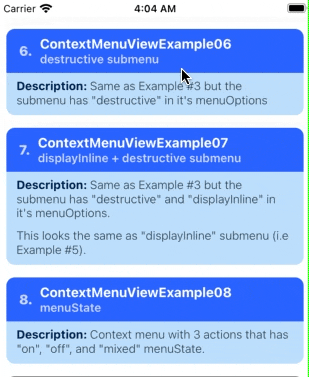 Carrier 4:04 AM
6. ContextMenuViewExample06
destructive submenu
Description: Same as Example #3 but the
submenu has "destructive" in it's menuOptions
7. ContextMenuViewExample07
displayInline + destructive submenu
Description: Same as Example #3 but the
submenu has "destructive" and "displayInline" in
it's menuOptions.
This looks the same as "displayInline" submenu (i.e
Example #5).
8. ContextMenuViewExample08
menuState
Description: Context menu with 3 actions that has
"on", "off", and "mixed" menuState.